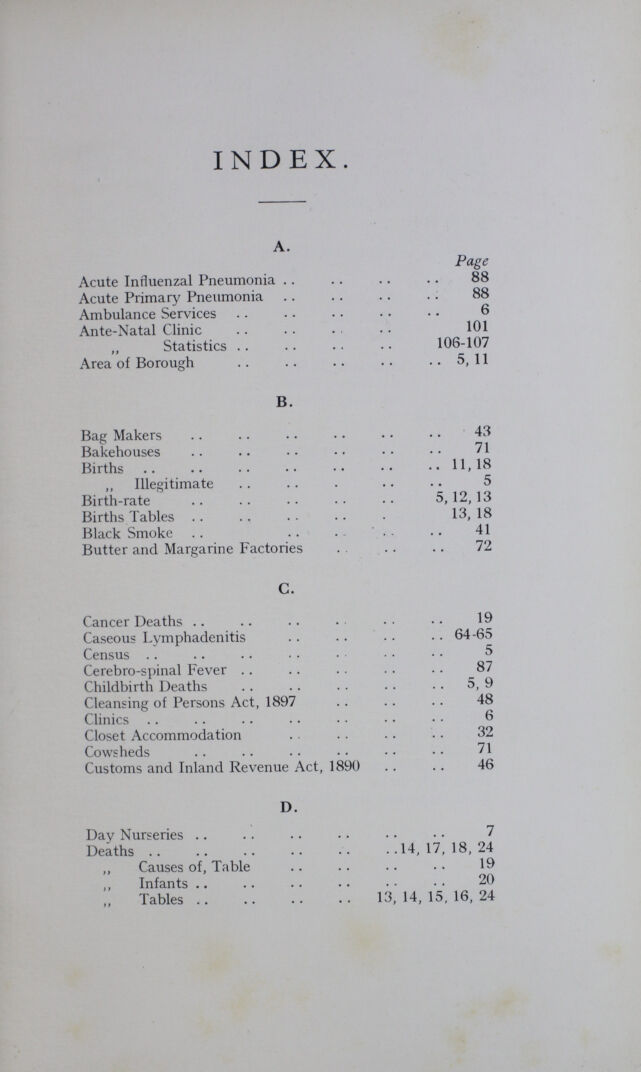 INDEX.
A.
Page
Acute Influenzal Pneumonia .. .. .. .. 88
Acute Primary Pneumonia .. .. .. .. 88
Ambulance Services .. .. .. .. .. 6
Ante-Natal Clinic .. .. .. .. 101
,, Statistics .. .. .. .. 106-107
Area of Borough .. .. .. .. .. 5, 11
B.
Bag Makers .. .. .. .. .. .. 43
Bakehouses .. .. .. .. .. .. 71
Births .. .. .. .. .. .. .. 11, 18
,, Illegitimate .. .. . .. .. 5
Birth-rate .. .. .. .. .. 5, 12, 13
Births Tables .. .. .. .. . 13, 18
Black Smoke .. .. .. .. .. 41
Butter and Margarine Factories .. .. .. 72
C.
Cancer Deaths .. .. .. .. .. .. 19
Caseous Lymphadenitis .. .. .. .. 64-65
Census .. .. .. .. .. .. .. 5
Cerebro-spinal Fever .. .. .. .. .. 87
Childbirth Deaths .. .. .. .. .. 5, 9
Cleansing of Persons Act, 1897 .. .. .. 48
Clinics .. .. .. .. .. .. .. 6
Closet Accommodation .. .. .. .. 32
Cowsheds .. .. .. .. .. .. 71
Customs and Inland Revenue Act, 1890 .. .. 46
D.
Day Nurseries .. .. .. .. .. .. 7
Deaths .. .. .. .. .. ..14, 17, 18, 24
,, Causes of, Table .. .. .. .. 19
,, Infants .. .. .. .. .. .. 20
,, Tables .. .. .. .. 13, 14, 15, 16, 24